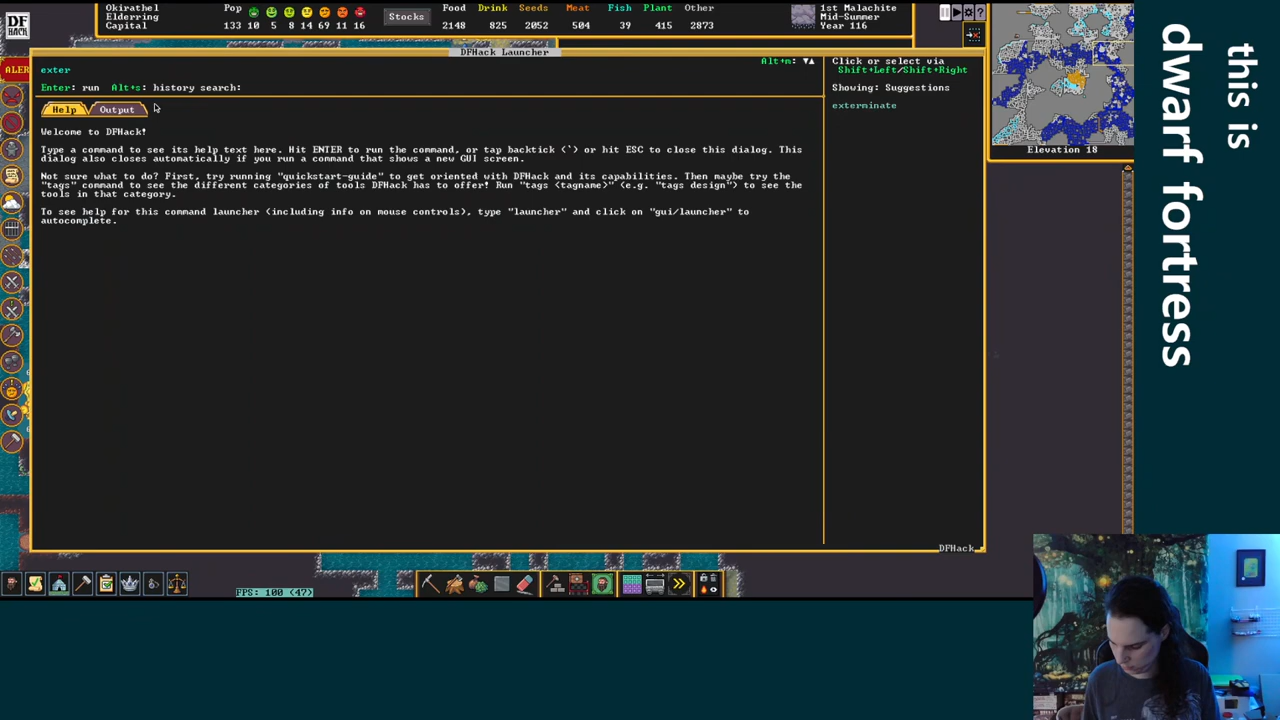 DF
HACK
Okirathel
Elderring
Capital
Pop
133 10 5 8 14 69 11 16
Stocks
Food Drink Seeds Meat Fish Plant Other
2148 825 2052 504 39 415 2873
1st Malachite
Mid-Summer
Year 116
ALER
DFHack Launcher
exter
Alt+m:
Enter: run Alt+s: history search:
Help Output
Welcome to DFHack!
Type a command to see its help text here. Hit ENTER to run the command, or tap backtick (`) or hit ESC to close this dialog. This
dialog also closes automatically if you run a command that shows a new GUI screen.
Not sure what to do? First, try running "quickstart-guide" to get oriented with DFHack and its capabilities. Then maybe try the
"tags" command to see the different categories of tools DFHack has to offer! Run "tags <tagname>" (e.g. "tags design") to see the
tools in that category.
To see help for this command launcher (including info on mouse controls), type "launcher" and click on "gui/launcher" to
autocomplete.
Click or select via
Shift+Left/Shift+Right
Showing: Suggestions
exterminate
DFHack
Elevation 18
FPS: 100 (47)
this is
dwarf fortress